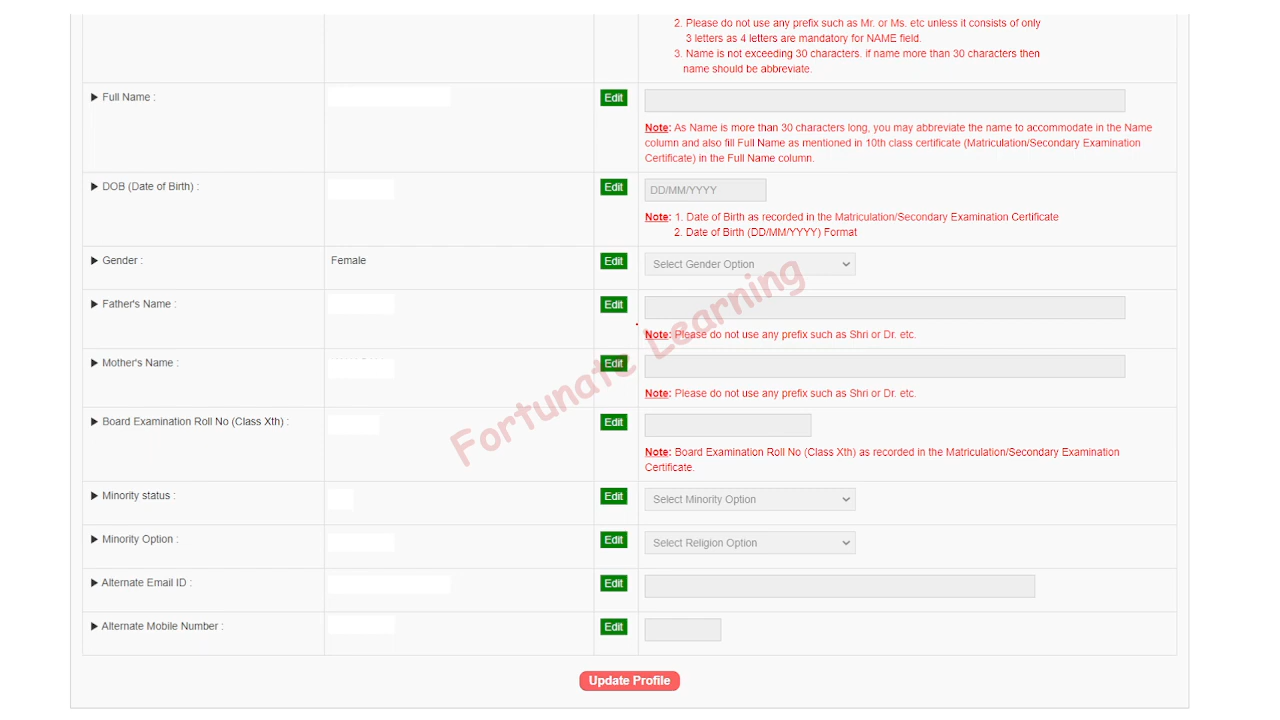 2. Please do not use any prefix such as Mr. or Ms. etc unless it consists of only
3 letters as 4 letters are mandatory for NAME field.
3. Name is not exceeding 30 characters. if name more than 30 characters then
name should be abbreviate.
▶ Full Name :
Edit
Note: As Name is more than 30 characters long, you may abbreviate the name to accommodate in the Name
column and also fill Full Name as mentioned in 10th class certificate (Matriculation/Secondary Examination
Certificate) in the Full Name column.
▶ DOB (Date of Birth) :
Edit
DD/MM/YYYY
Note: 1. Date of Birth as recorded in the Matriculation/Secondary Examination Certificate
2. Date of Birth (DD/MM/YYYY) Format
▶ Gender :
Female
Edit
Select Gender Option
▶ Father's Name :
Edit
Note: Please do not use any prefix such as Shri or Dr. etc.
▶ Mother's Name :
Edit
Note: Please do not use any prefix such as Shri or Dr. etc.
▶ Board Examination Roll No (Class Xth) :
Edit
Note: Board Examination Roll No (Class Xth) as recorded in the Matriculation/Secondary Examination
Certificate.
▶ Minority status :
Edit
Select Minority Option
▶ Minority Option :
Edit
Select Religion Option
▶ Alternate Email ID :
Edit
▶ Alternate Mobile Number :
Edit
Update Profile
Fortunate Learning